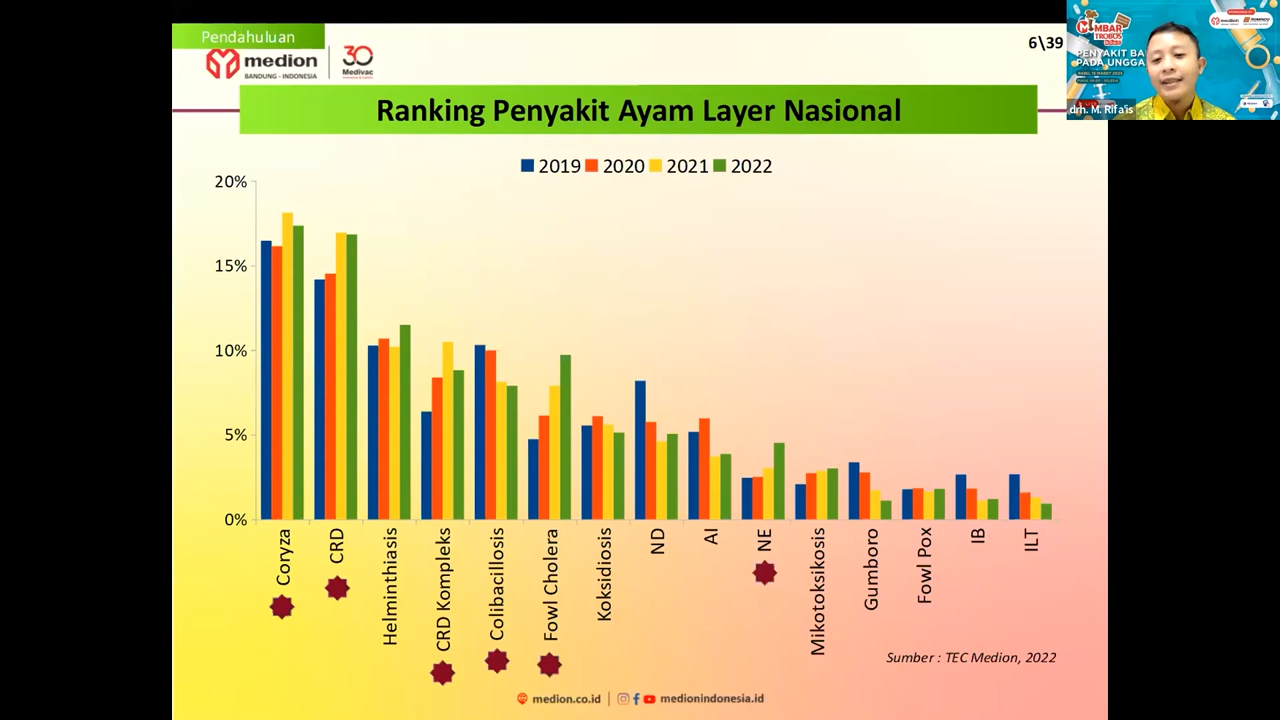 Pendahuluan
medion
BANDUNG - INDONESIA
30
Medivac
6\39
Ranking Penyakit Ayam Layer Nasional
2019 2020 2021 2022
20%
15%
10%
5%
0%
Coryza
CRD
Helminthiasis
CRD Kompleks
Colibacillosis
Fowl Cholera
Koksidiosis
ND
AI
NE
Mikotoksikosis
Gumboro
Fowl Pox
IB
ILT
Sumber : TEC Medion, 2022
medion.co.id | medionindonesia.id
MBAR
TROBOS
PENYAKIT BA
PADA UNGGA
drh. M. Rifa'is